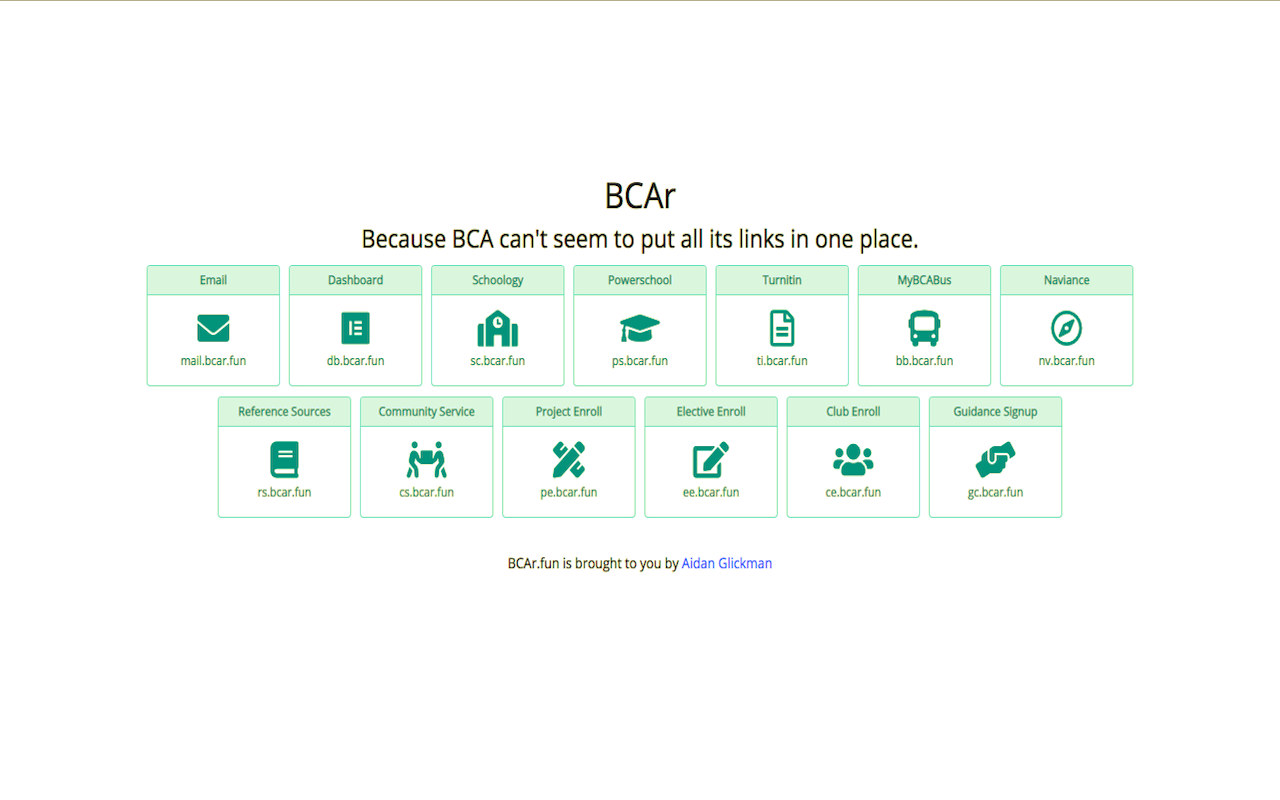 BCAr
Because BCA can't seem to put all its links in one place.
Email
mail.bcar.fun
Dashboard
db.bcar.fun
Schoology
sc.bcar.fun
Powerschool
ps.bcar.fun
Turnitin
ti.bcar.fun
MyBCABus
bb.bcar.fun
Naviance
nv.bcar.fun
Reference Sources
rs.bcar.fun
Community Service
cs.bcar.fun
Project Enroll
pe.bcar.fun
Elective Enroll
ee.bcar.fun
Club Enroll
ce.bcar.fun
Guidance Signup
gc.bcar.fun
BCAr.fun is brought to you by Aidan Glickman